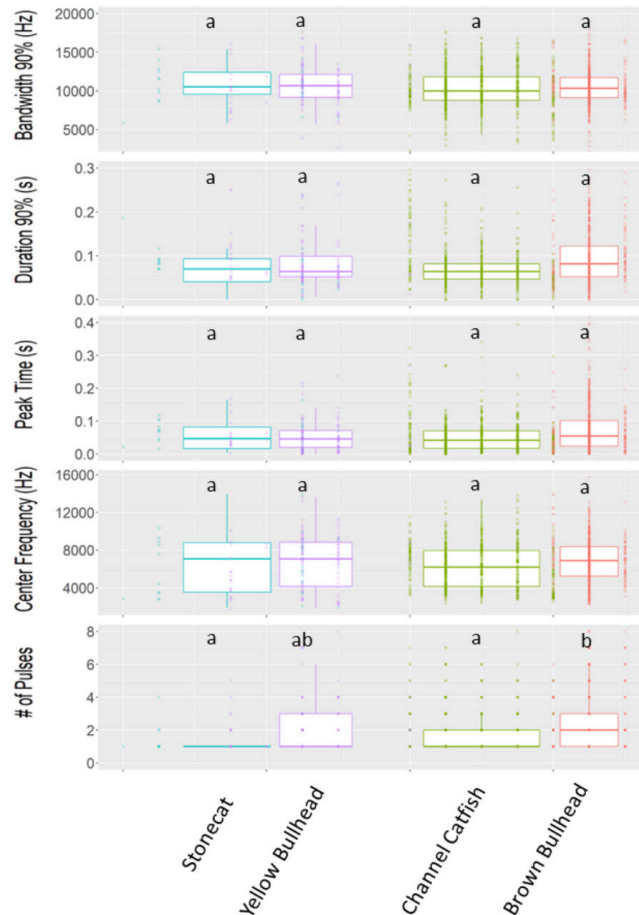 Bandwidth 90% (Hz)
20000
15000
10000
5000
a a a a
Duration 90% (s)
0.3
0.2
0.1
0.0
a a a a
Peak Time (s)
0.4
0.3
0.2
0.1
0.0
a a a a
Center Frequency (Hz)
16000
12000
8000
4000
a a a a
# of Pulses
8
6
4
2
0
a ab a b
Stonecat
Yellow Bullhead
Channel Catfish
Brown Bullhead